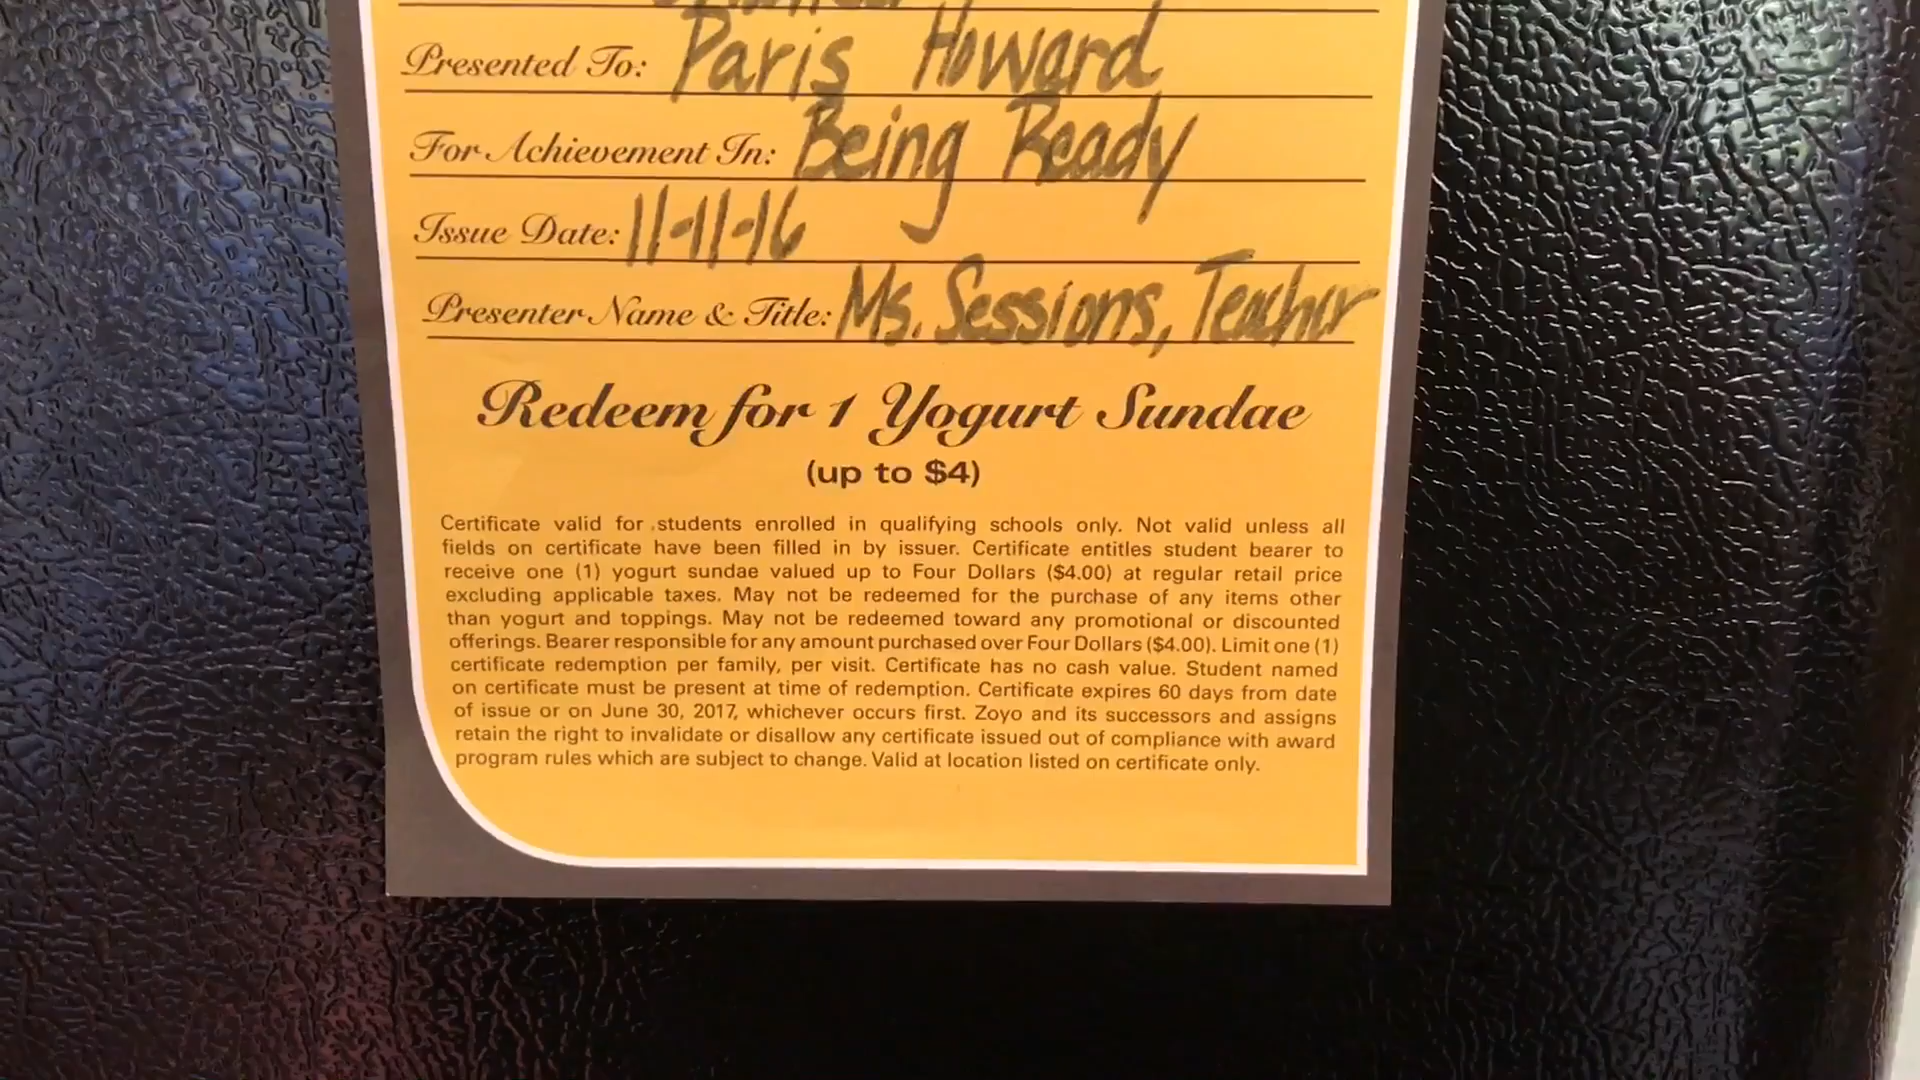 Presented To: Paris Howard
For Achievement In: Being Ready
Issue Date: 11-11-16
Presenter Name & Title: Ms. Sessions, Teacher
Redeem for 1 Yogurt Sundae
(up to $4)
Certificate valid for students enrolled in qualifying schools only. Not valid unless all
fields on certificate have been filled in by issuer. Certificate entitles student bearer to
receive one (1) yogurt sundae valued up to Four Dollars ($4.00) at regular retail price
excluding applicable taxes. May not be redeemed for the purchase of any items other
than yogurt and toppings. May not be redeemed toward any promotional or discounted
offerings. Bearer responsible for any amount purchased over Four Dollars ($4.00). Limit one (1)
certificate redemption per family, per visit. Certificate has no cash value. Student named
on certificate must be present at time of redemption. Certificate expires 60 days from date
of issue or on June 30, 2017, whichever occurs first. Zoyo and its successors and assigns
retain the right to invalidate or disallow any certificate issued out of compliance with award
program rules which are subject to change. Valid at location listed on certificate only.